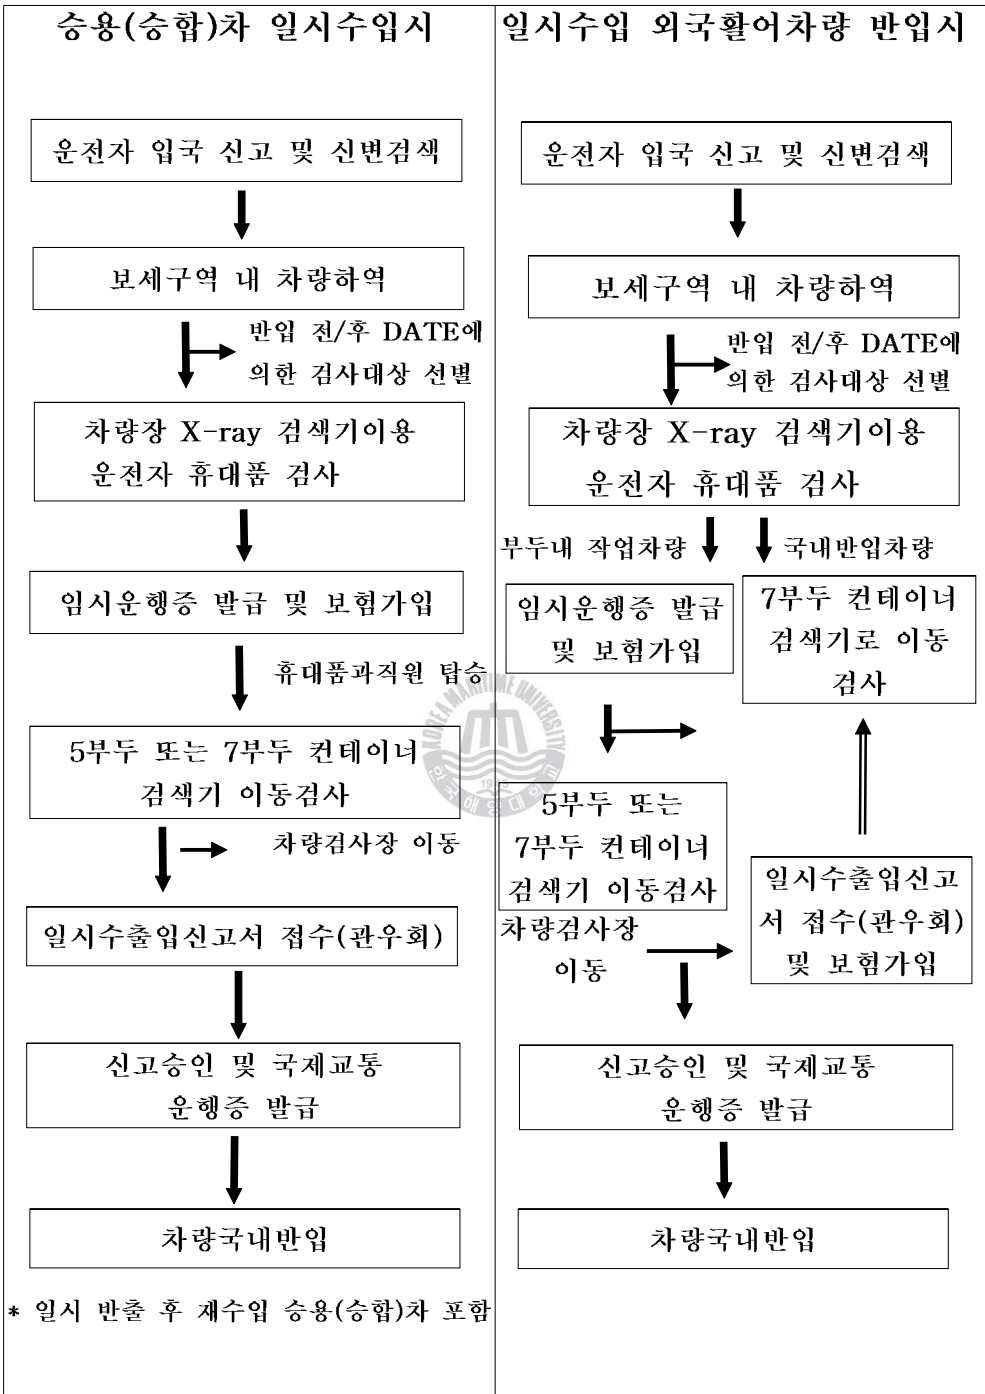 승용(승합)차 일시수입시
운전자 입국 신고 및 신변검색
보세구역 내 차량하역
반입 전/후 DATE에
의한 검사대상 선별
차량장 X-ray 검색기이용
운전자 휴대품 검사
임시운행증 발급 및 보험가입
휴대품과직원 탑승
5부두 또는 7부두 컨테이너
검색기 이동검사
차량검사장 이동
일시수출입신고서 접수(관우회)
신고승인 및 국제교통
운행증 발급
차량국내반입
* 일시 반출 후 재수입 승용(승합)차 포함
일시수입 외국활어차량 반입시
운전자 입국 신고 및 신변검색
보세구역 내 차량하역
반입 전/후 DATE에
의한 검사대상 선별
차량장 X-ray 검색기이용
운전자 휴대품 검사
부두내 작업차량
국내반입차량
임시운행증 발급
및 보험가입
7부두 컨테이너
검색기로 이동
검사
5부두 또는
7부두 컨테이너
검색기 이동검사
차량검사장
이동
일시수출입신고
서 접수(관우회)
및 보험가입
신고승인 및 국제교통
운행증 발급
차량국내반입
KOREA MARITIME UNIVERSITY
1945
한국해양대학교